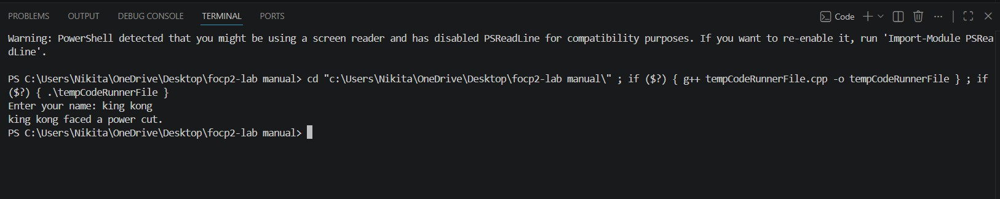 PROBLEMS OUTPUT DEBUG CONSOLE TERMINAL PORTS Code
Warning: PowerShell detected that you might be using a screen reader and has disabled PSReadLine for compatibility purposes. If you want to re-enable it, run 'Import-Module PSRea
dLine'.
PS C:\Users\Nikita\OneDrive\Desktop\focp2-lab manual> cd "c:\Users\Nikita\OneDrive\Desktop\focp2-lab manual\" ; if ($?) { g++ tempCodeRunnerFile.cpp -o tempCodeRunnerFile } ; if
($?) { .\tempCodeRunnerFile }
Enter your name: king kong
king kong faced a power cut.
PS C:\Users\Nikita\OneDrive\Desktop\focp2-lab manual>